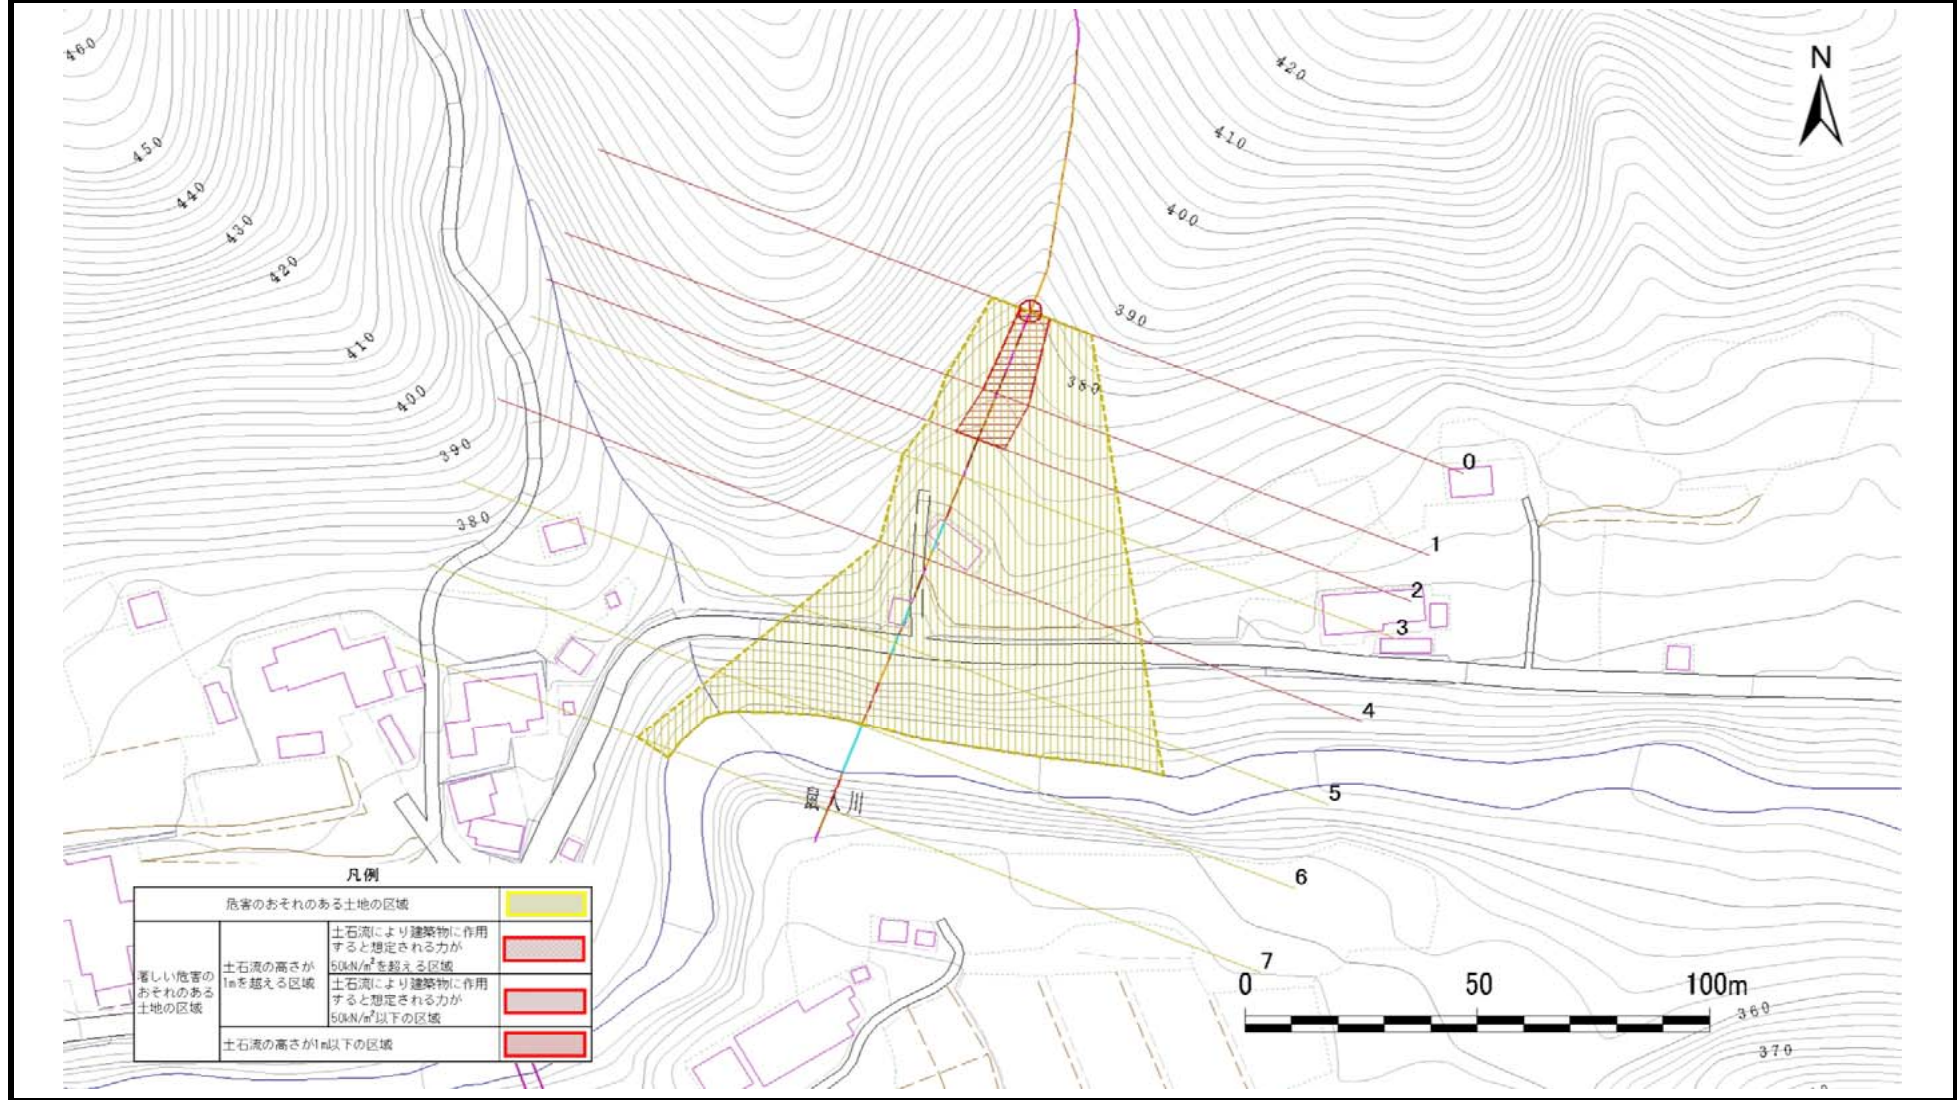 460
420
N
410
450
440
400
430
420
390
410
380
400
390
0
380
1
2
3
4
5
人川
6
7
0 50 100m
360
370
凡例
危害のおそれのある土地の区域
著しい危害の
おそれのある
土地の区域
土石流の高さが
1mを越える区域
土石流により建築物に作用
すると想定される力が
50kN/m²を超える区域
土石流により建築物に作用
すると想定される力が
50kN/m²以下の区域
土石流の高さが1m以下の区域